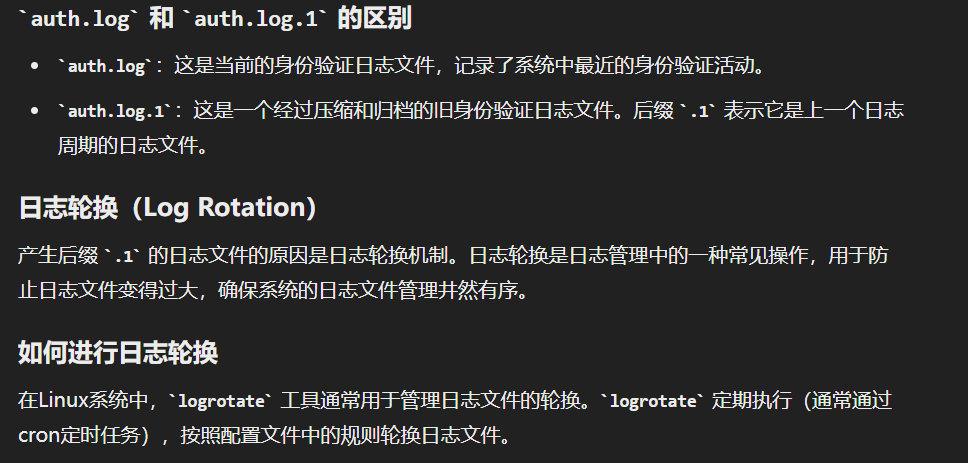 `auth.log` 和 `auth.log.1` 的区别
• `auth.log`：这是当前的身份验证日志文件，记录了系统中最近的身份验证活动。
• `auth.log.1`：这是一个经过压缩和归档的旧身份验证日志文件。后缀 `.1` 表示它是上一个日志
周期的日志文件。
日志轮换（Log Rotation）
产生后缀 `.1` 的日志文件的原因是日志轮换机制。日志轮换是日志管理中的一种常见操作，用于防
止日志文件变得过大，确保系统的日志文件管理井然有序。
如何进行日志轮换
在Linux系统中，`logrotate` 工具通常用于管理日志文件的轮换。`logrotate` 定期执行（通常通过
cron定时任务），按照配置文件中的规则轮换日志文件。